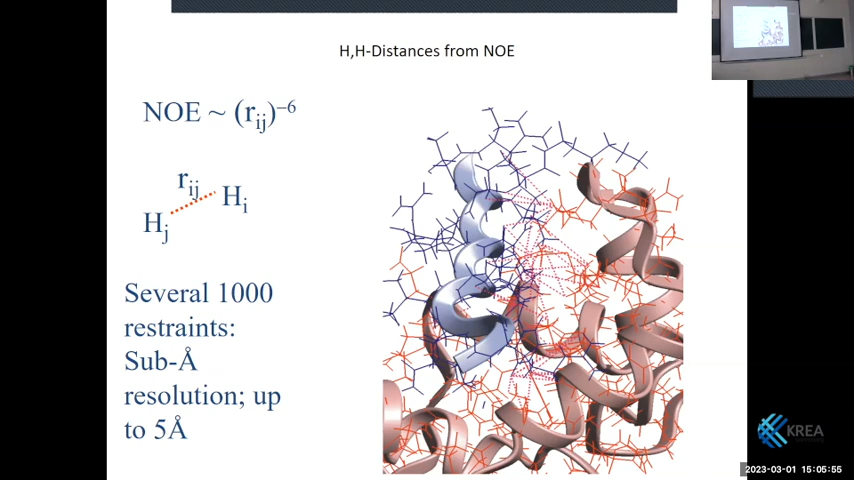 H,H-Distances from NOE
NOE ~ (rij)–6
rij
Hi
Hj
Several 1000
restraints:
Sub-Å
resolution; up
to 5Å
KREA
2023-03-01 15:05:55